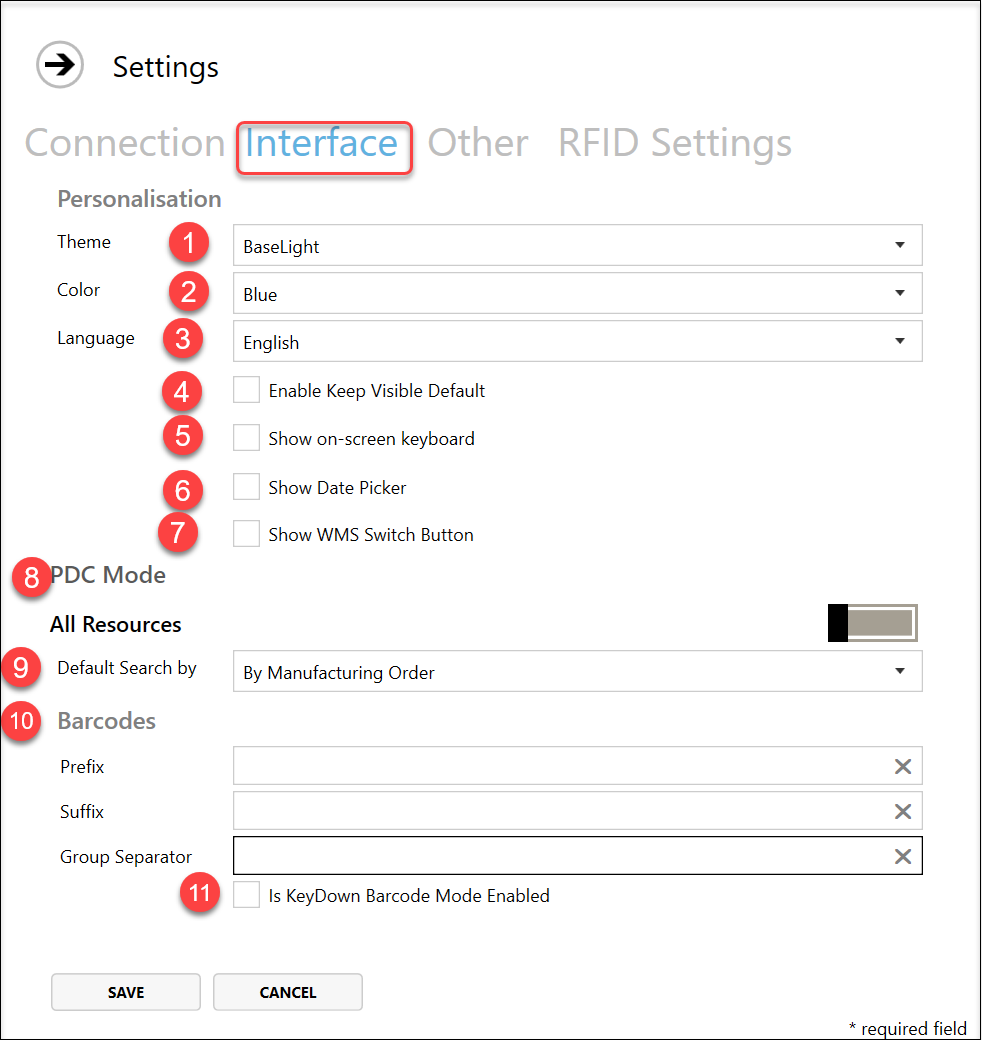 Settings
Connection Interface Other RFID Settings
Personalisation
Theme 1 BaseLight
Color 2 Blue
Language 3 English
4 Enable Keep Visible Default
5 Show on-screen keyboard
6 Show Date Picker
7 Show WMS Switch Button
8 PDC Mode
All Resources
9 Default Search by By Manufacturing Order
10 Barcodes
Prefix
Suffix
Group Separator
11 Is KeyDown Barcode Mode Enabled
SAVE CANCEL
* required field